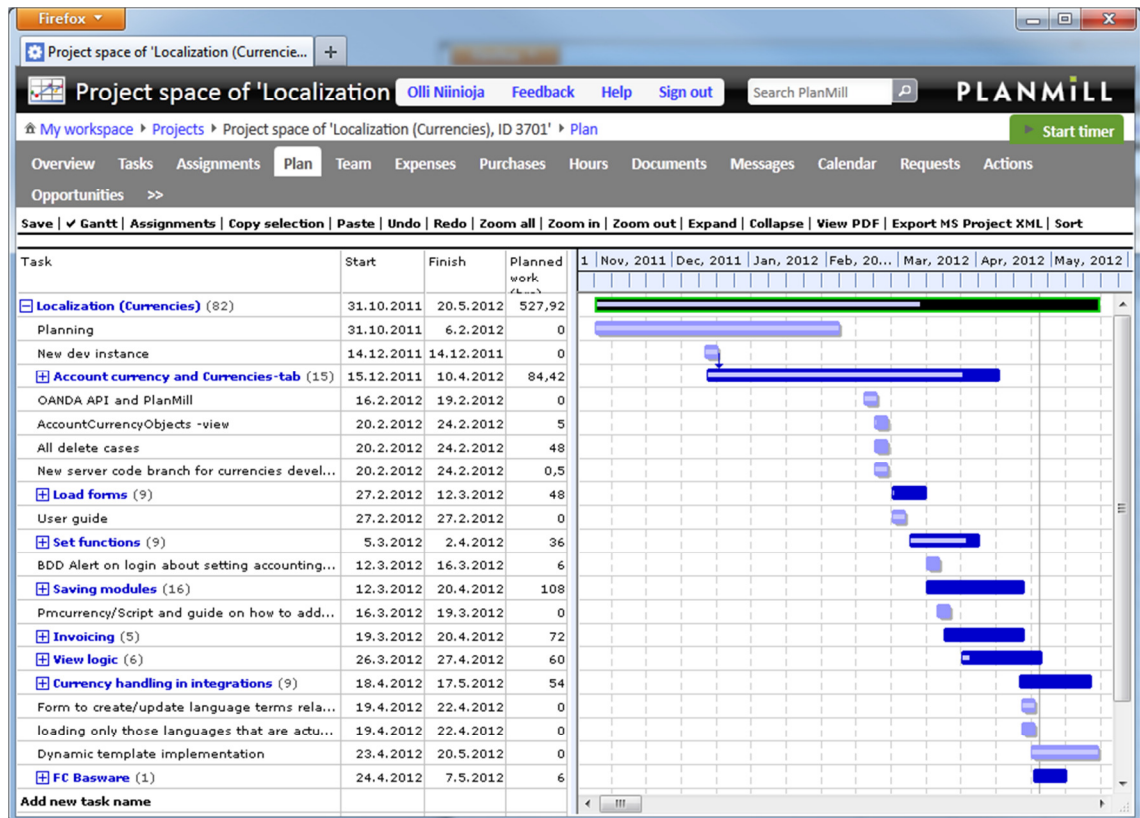 Firefox
Project space of 'Localization (Currencie... +
Project space of 'Localization Olli Niinioja Feedback Help Sign out Search PlanMill PLANMiLL
My workspace Projects Project space of 'Localization (Currencies), ID 3701' Plan Start timer
Overview Tasks Assignments Plan Team Expenses Purchases Hours Documents Messages Calendar Requests Actions
Opportunities >>
Save | ✔ Gantt | Assignments | Copy selection | Paste | Undo | Redo | Zoom all | Zoom in | Zoom out | Expand | Collapse | View PDF | Export MS Project XML | Sort
Task Start Finish Planned work 1 Nov, 2011 Dec, 2011 Jan, 2012 Feb, 20... Mar, 2012 Apr, 2012 May, 2012
Localization (Currencies) (82) 31.10.2011 20.5.2012 527,92
Planning 31.10.2011 6.2.2012 0
New dev instance 14.12.2011 14.12.2011 0
Account currency and Currencies-tab (15) 15.12.2011 10.4.2012 84,42
OANDA API and PlanMill 16.2.2012 19.2.2012 0
AccountCurrencyObjects -view 20.2.2012 24.2.2012 5
All delete cases 20.2.2012 24.2.2012 48
New server code branch for currencies devel... 20.2.2012 24.2.2012 0,5
Load forms (9) 27.2.2012 12.3.2012 48
User guide 27.2.2012 27.2.2012 0
Set functions (9) 5.3.2012 2.4.2012 36
BDD Alert on login about setting accounting... 12.3.2012 16.3.2012 6
Saving modules (16) 12.3.2012 20.4.2012 108
Pmcurrency/Script and guide on how to add... 16.3.2012 19.3.2012 0
Invoicing (5) 19.3.2012 20.4.2012 72
View logic (6) 26.3.2012 27.4.2012 60
Currency handling in integrations (9) 18.4.2012 17.5.2012 54
Form to create/update language terms rela... 19.4.2012 22.4.2012 0
loading only those languages that are actu... 19.4.2012 22.4.2012 0
Dynamic template implementation 23.4.2012 20.5.2012 0
FC Basware (1) 24.4.2012 7.5.2012 6
Add new task name